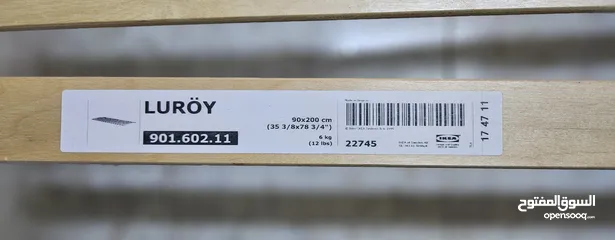 LURÖY
901.602.11
90x200 cm
(35 3/8x78 3/4")
6 kg
(12 lbs)
22745
IKEA
17 47 11
السوق المفتوح
opensooq.com